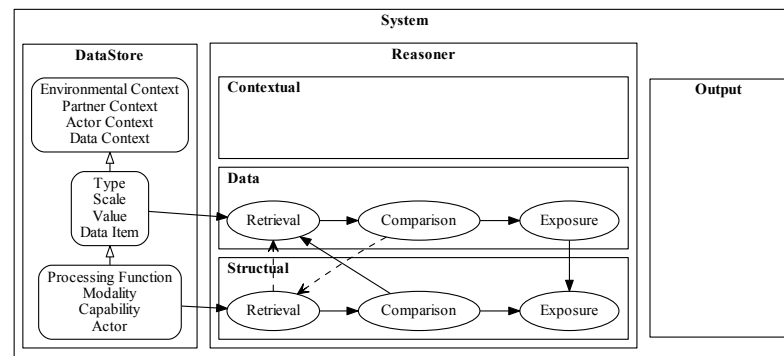 System
DataStore
Environmental Context
Partner Context
Actor Context
Data Context
Type
Scale
Value
Data Item
Processing Function
Modality
Capability
Actor
Reasoner
Contextual
Data
Retrieval
Comparison
Exposure
Structual
Retrieval
Comparison
Exposure
Output